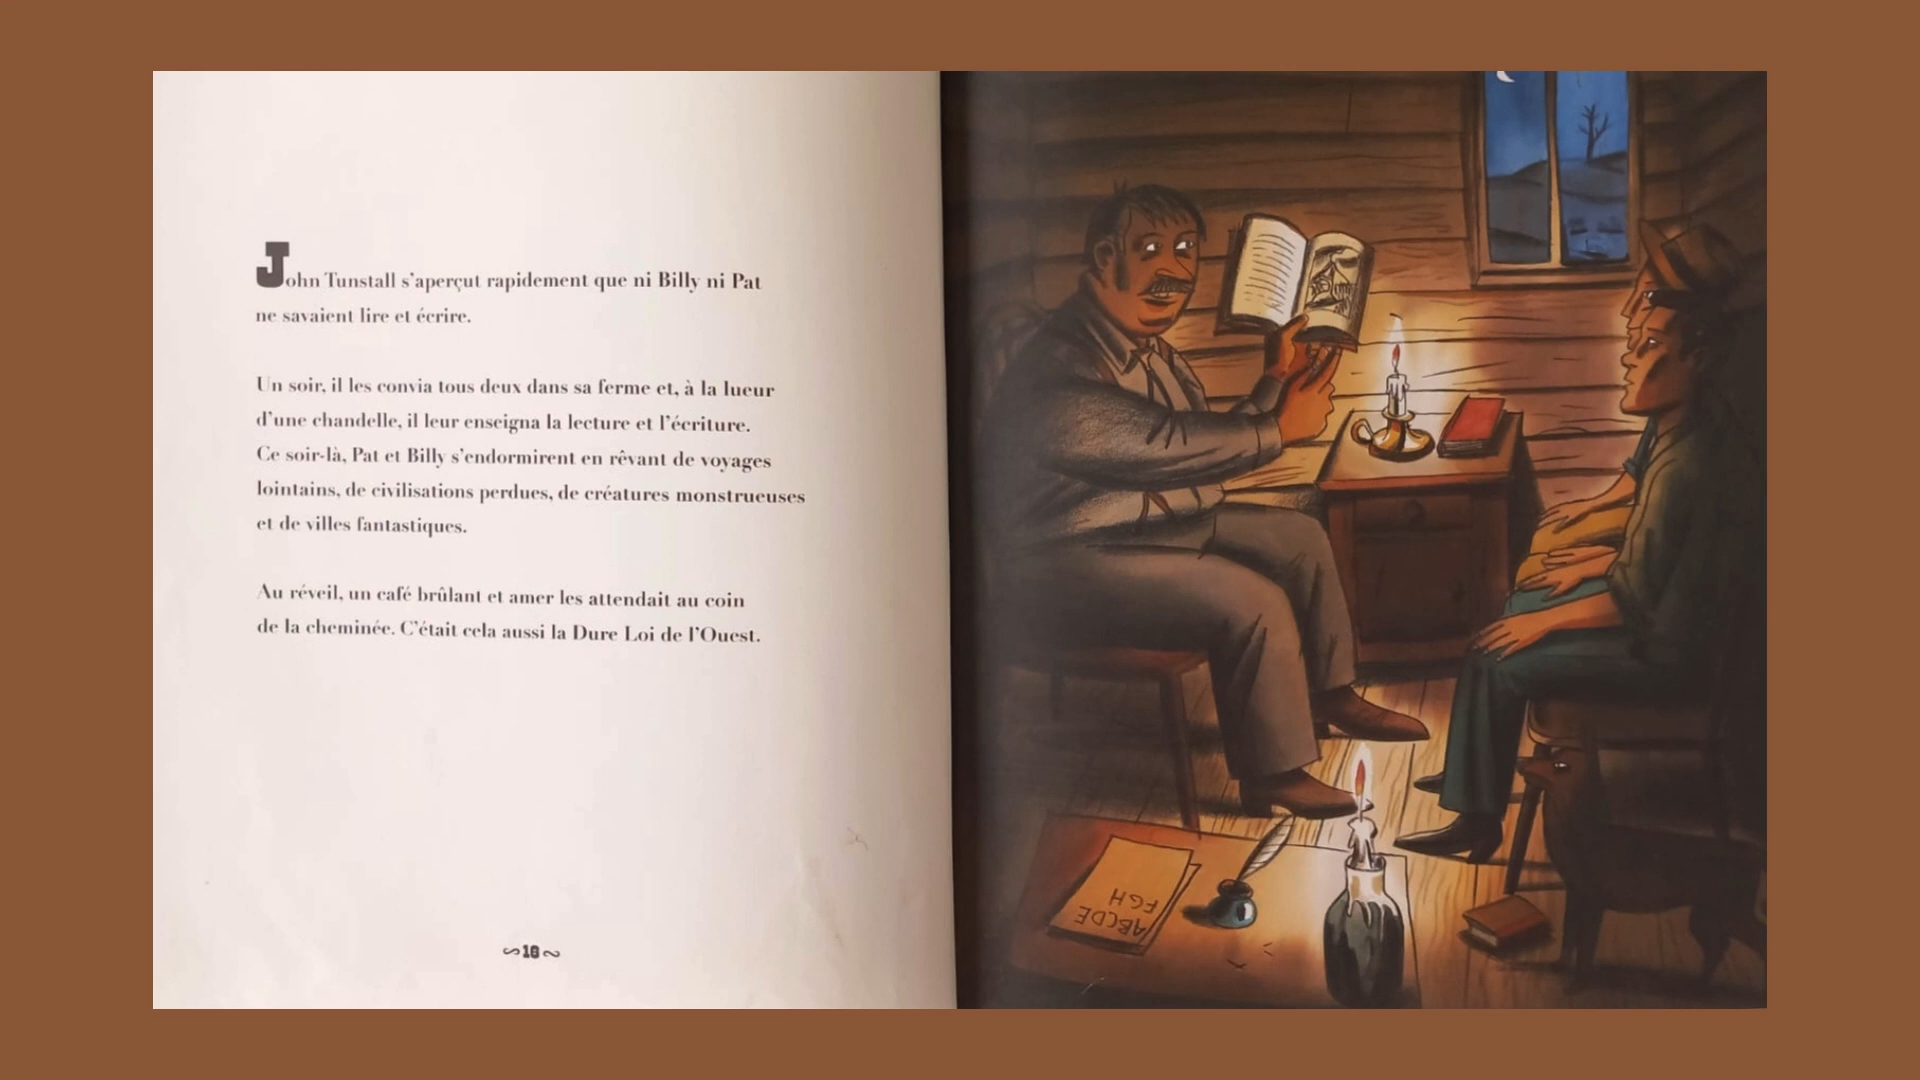 John Tunstall s'aperçut rapidement que ni Billy ni Pat
ne savaient lire et écrire.
Un soir, il les convia tous deux dans sa ferme et, à la lueur
d'une chandelle, il leur enseigna la lecture et l'écriture.
Ce soir-là, Pat et Billy s'endormirent en rêvant de voyages
lointains, de civilisations perdues, de créatures monstrueuses
et de villes fantastiques.
Au réveil, un café brûlant et amer les attendait au coin
de la cheminée. C'était cela aussi la Dure Loi de l'Ouest.
16
ABCDE
FGH